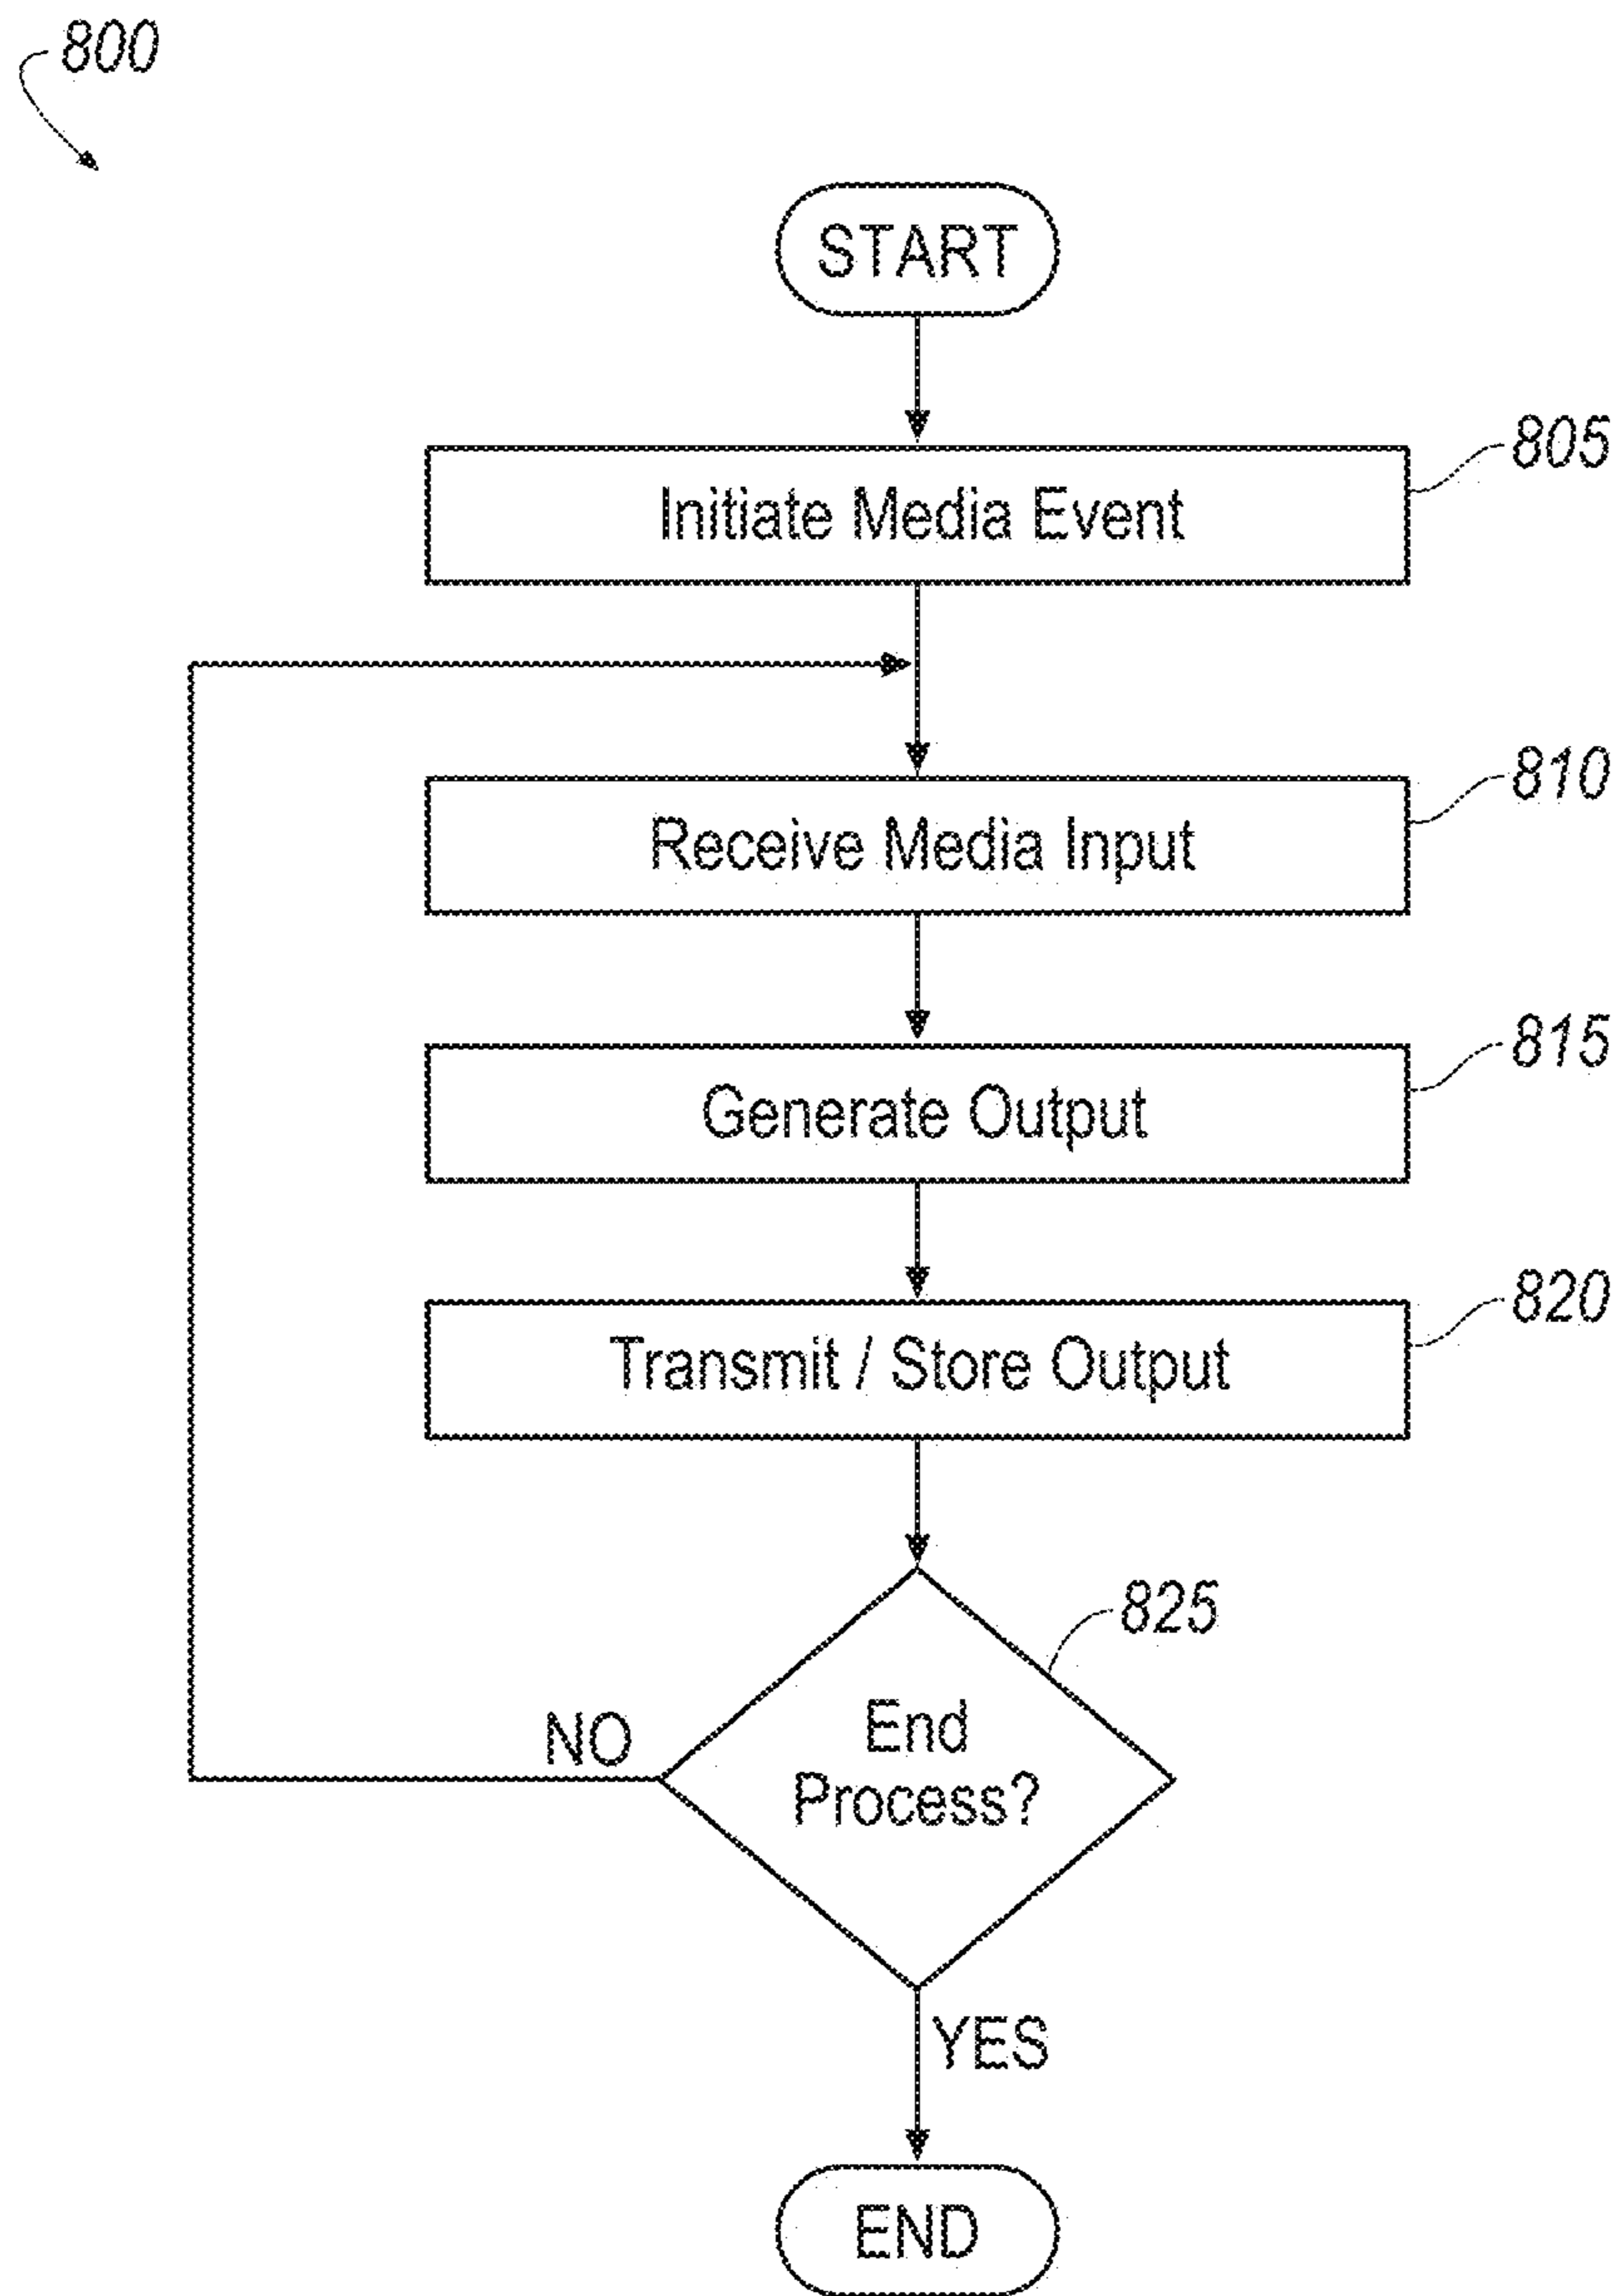 800
START
805
Initiate Media Event
810
Receive Media Input
815
Generate Output
820
Transmit / Store Output
825
End
Process?
NO
YES
END